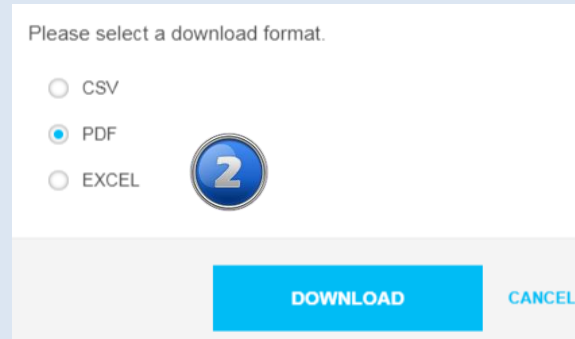 Please select a download format.
CSV
PDF
EXCEL
2
DOWNLOAD CANCEL